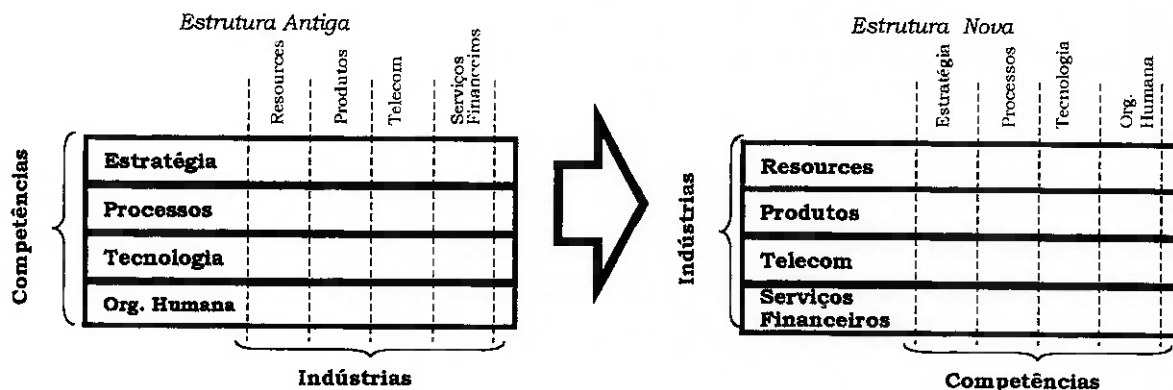 Estrutura Antiga
Resources
Produtos
Telecom
Serviços
Financeiros
Competências
Estratégia
Processos
Tecnologia
Org. Humana
Indústrias
Estrutura Nova
Estratégia
Processos
Tecnologia
Org.
Humana
Indústrias
Resources
Produtos
Telecom
Serviços
Financeiros
Competências